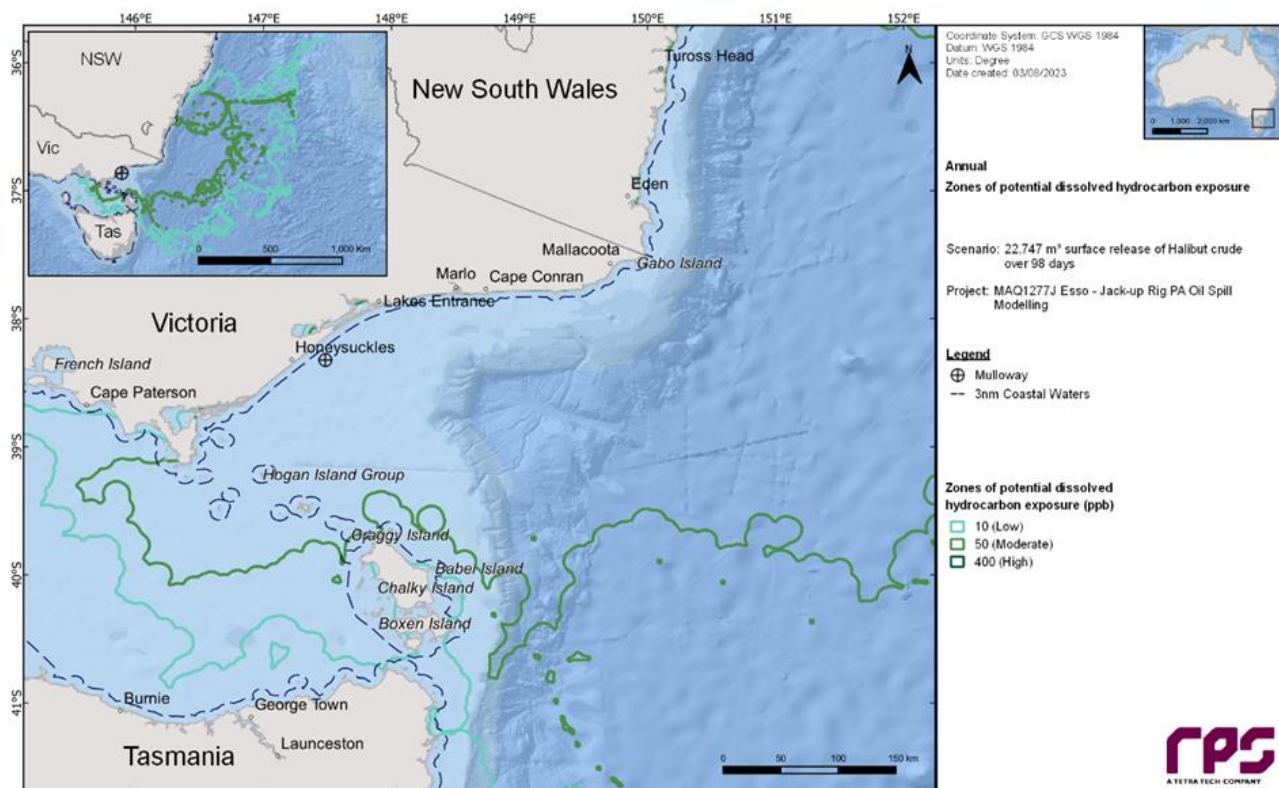 146°E
147°E
148°E
149°E
150°E
151°E
152°E
36°S
37°S
38°S
39°S
40°S
41°S
NSW
Vic
Tas
0 500 1,000 Km
New South Wales
Tuross Head
Eden
Mallacoota
Gabo Island
Marlo
Cape Conran
Lakes Entrance
Victoria
Honeysuckles
French Island
Cape Paterson
Hogan Island Group
Craggy Island
Babel Island
Chalky Island
Boxen Island
Burnie
George Town
Launceston
Tasmania
0 50 100 150 km
N
Coordinate System: GCS WGS 1984
Datum: WGS 1984
Units: Degree
Date created: 03/08/2023
0 1,000 2,000 km
Annual
Zones of potential dissolved hydrocarbon exposure
Scenario: 22,747 m³ surface release of Halibut crude
over 98 days
Project: MAQ1277J Esso - Jack-up Rig PA Oil Spill
Modelling
Legend
Mulloway
3nm Coastal Waters
Zones of potential dissolved
hydrocarbon exposure (ppb)
10 (Low)
50 (Moderate)
400 (High)
rps
A TETRA TECH COMPANY